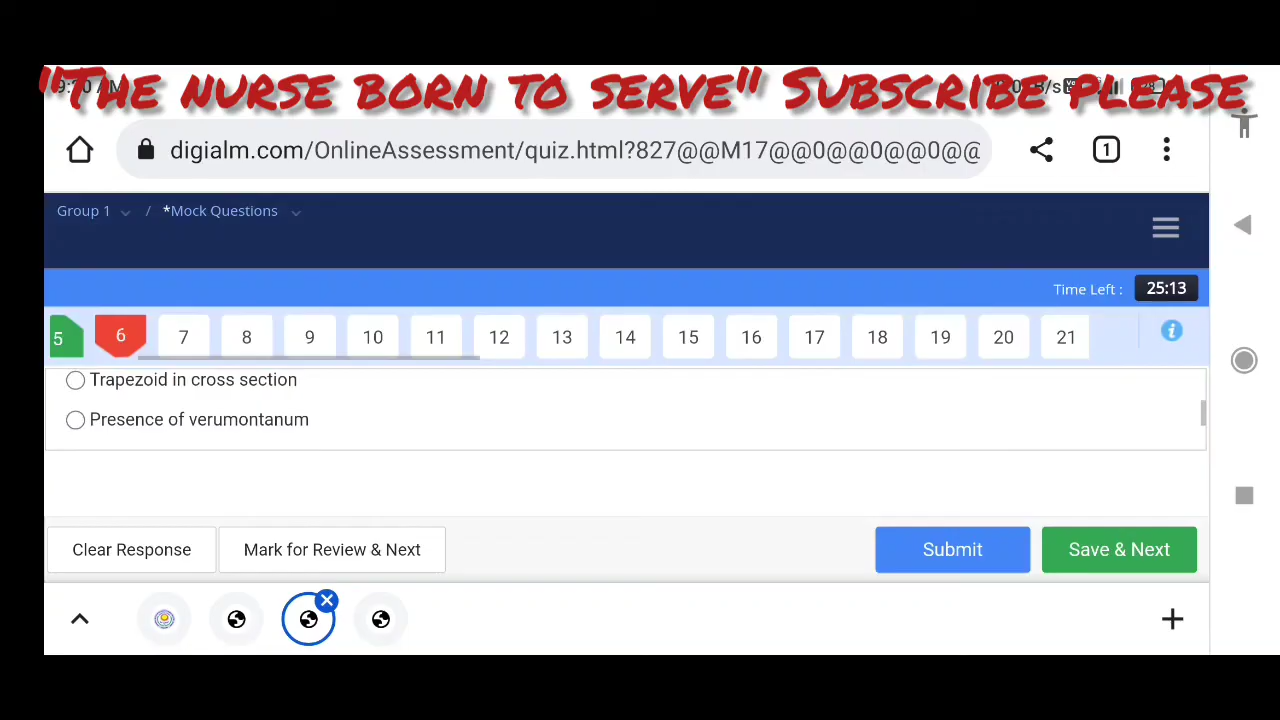 "The nurse born to serve" Subscribe please
digialm.com/OnlineAssessment/quiz.html?827@@M17@@0@@0@@0@@
1
Group 1 / *Mock Questions
Time Left : 25:13
5 6 7 8 9 10 11 12 13 14 15 16 17 18 19 20 21
Trapezoid in cross section
Presence of verumontanum
Clear Response Mark for Review & Next Submit Save & Next